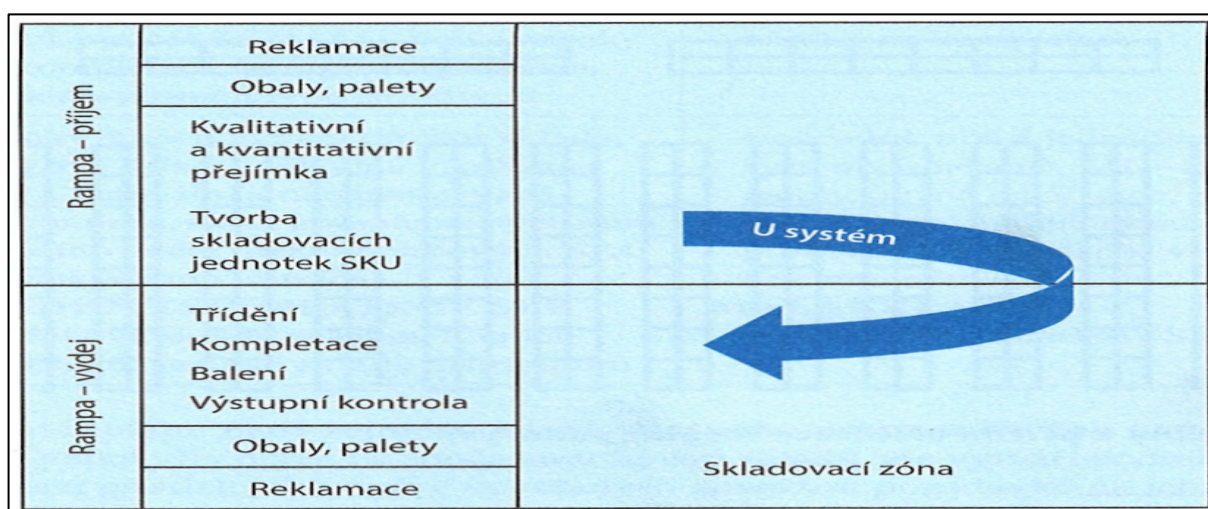 Rampa – příjem
Reklamace
Obaly, palety
Kvalitativní
a kvantitativní
přejímka
Tvorba
skladovacích
jednotek SKU
U systém
Rampa – výdej
Třídění
Kompletace
Balení
Výstupní kontrola
Obaly, palety
Reklamace
Skladovací zóna